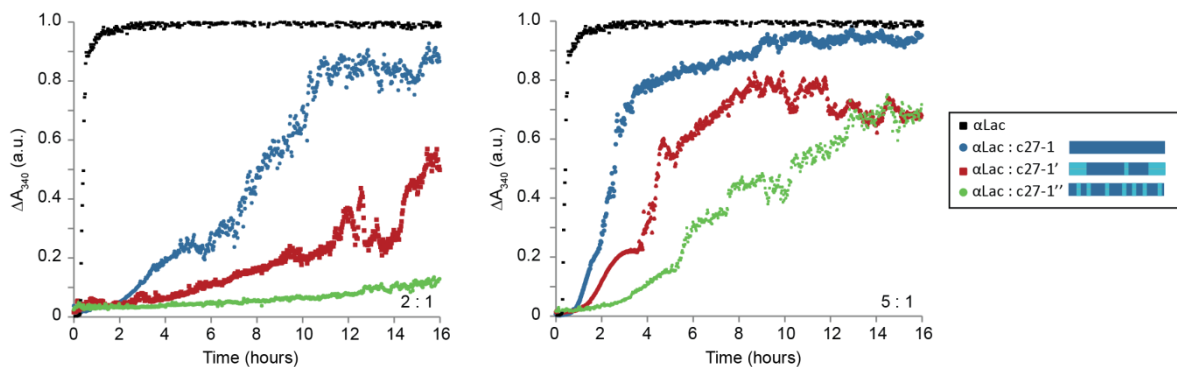 1.0
0.8
0.6
0.4
0.2
0
ΔA340 (a.u.)
0 2 4 6 8 10 12 14 16
Time (hours)
2 : 1
1.0
0.8
0.6
0.4
0.2
0
ΔA340 (a.u.)
0 2 4 6 8 10 12 14 16
Time (hours)
5 : 1
αLac
αLac : c27-1
αLac : c27-1′
αLac : c27-1′′